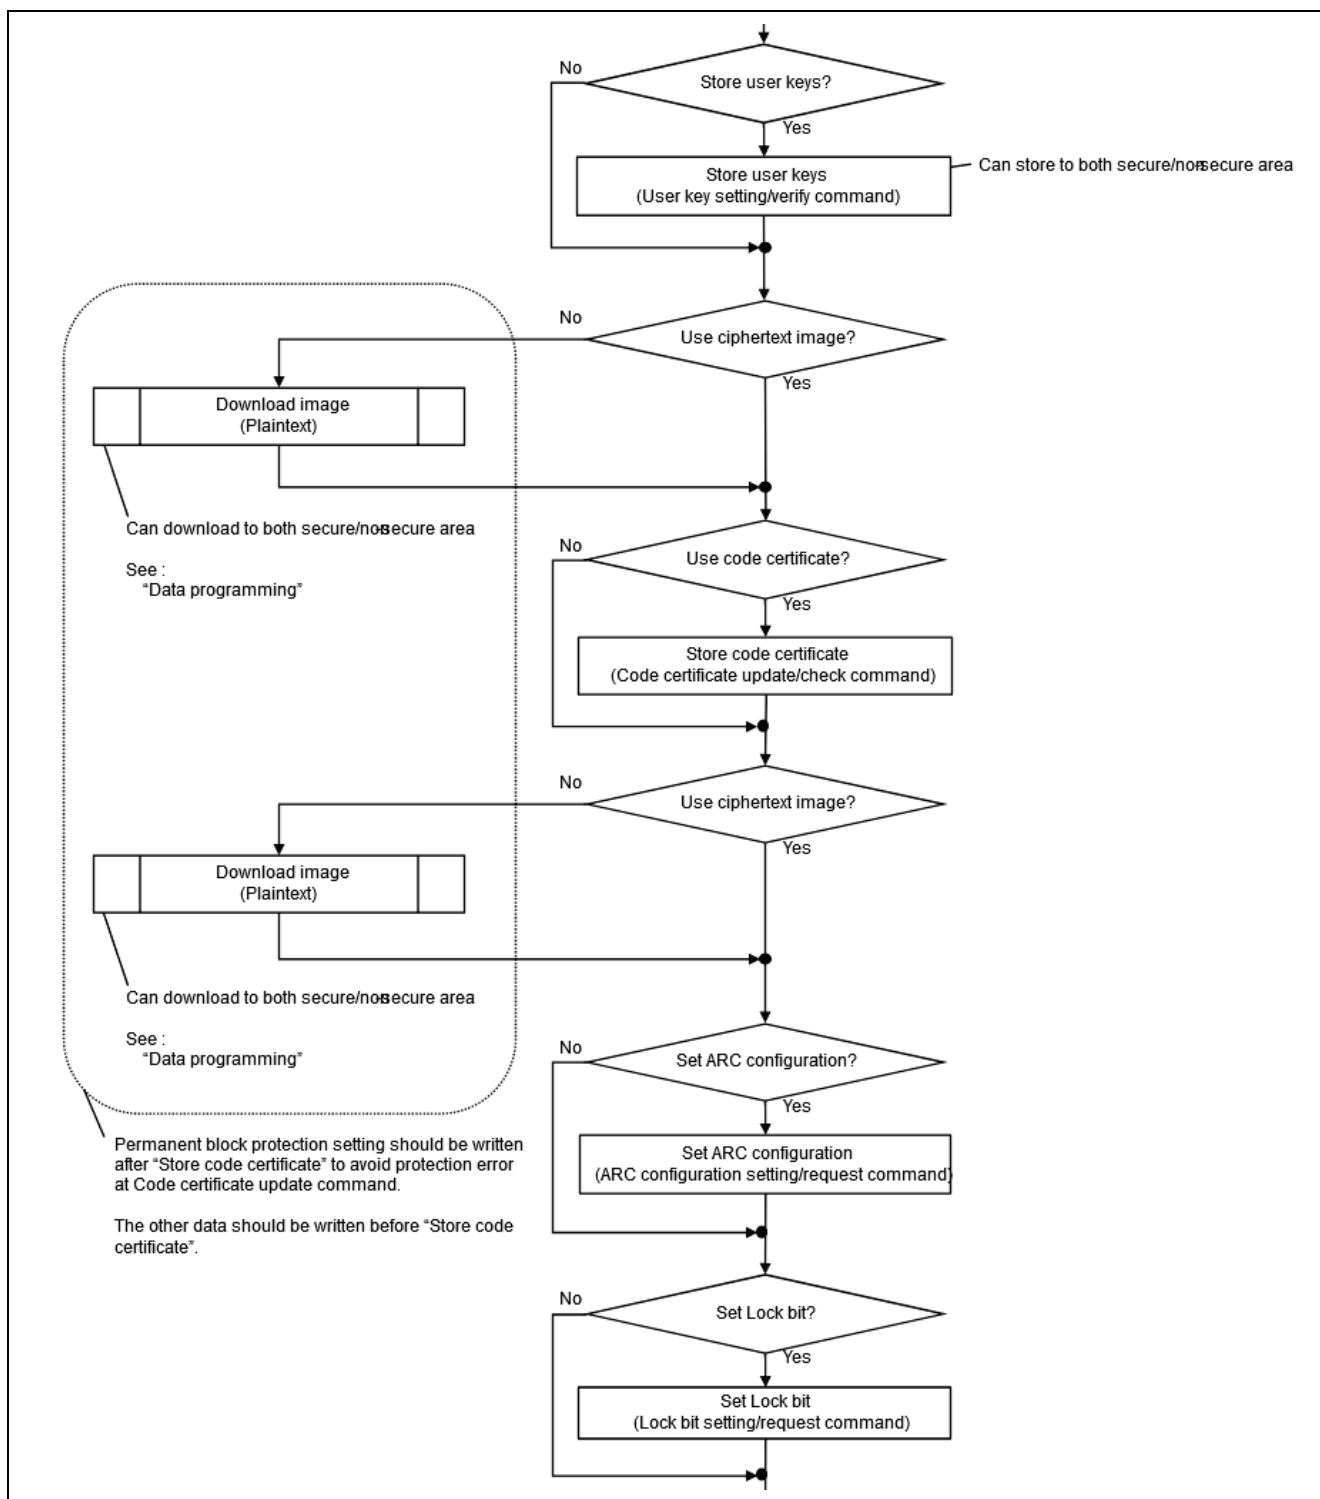 No
Store user keys?
Yes
Store user keys
(User key setting/verify command)
Can store to both secure/non-secure area
No
Use ciphertext image?
Yes
Download image
(Plaintext)
Can download to both secure/non-secure area
See :
“Data programming”
No
Use code certificate?
Yes
Store code certificate
(Code certificate update/check command)
No
Use ciphertext image?
Yes
Download image
(Plaintext)
Can download to both secure/non-secure area
See :
“Data programming”
No
Set ARC configuration?
Yes
Set ARC configuration
(ARC configuration setting/request command)
Permanent block protection setting should be written
after “Store code certificate” to avoid protection error
at Code certificate update command.
The other data should be written before “Store code
certificate”.
No
Set Lock bit?
Yes
Set Lock bit
(Lock bit setting/request command)